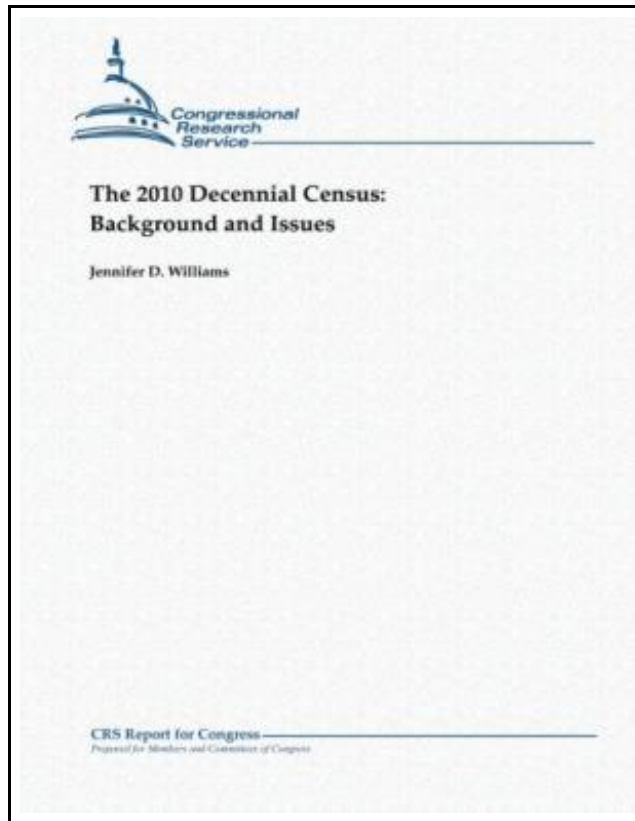 Congressional
Research
Service
The 2010 Decennial Census:
Background and Issues
Jennifer D. Williams
CRS Report for Congress
Prepared for Members and Committees of Congress